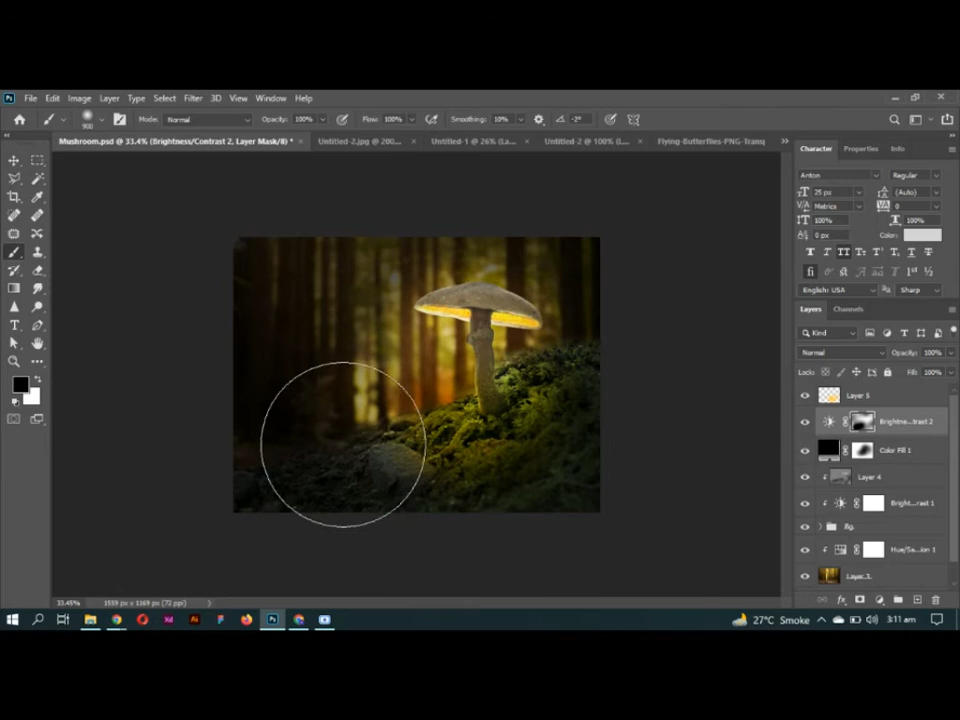 File Edit Image Layer Type Select Filter 3D View Window Help
900 Mode: Normal Opacity: 100% Flow: 100% Smoothing: 10% -2°
Mushroom.psd @ 33.4% (Brightness/Contrast 2, Layer Mask/8) * × Untitled-2.jpg @ 200... × Untitled-1 @ 26% (La... × Untitled-2 @ 100% (L... × Flying-Butterflies-PNG-Transp
Character Properties Info
Anton Regular
25 px (Auto)
Metrics 0
100% 100%
0 px Color:
English: USA Sharp
Layers Channels
Kind
Normal Opacity: 100%
Lock: Fill: 100%
Layer 5
Brightne...trast 2
Color Fill 1
Layer 4
Bright...rast 1
Bg.
Hue/Sa...ion 1
Layer 3
33.45% 1559 px x 1169 px (72 ppi)
27°C Smoke 3:11 am